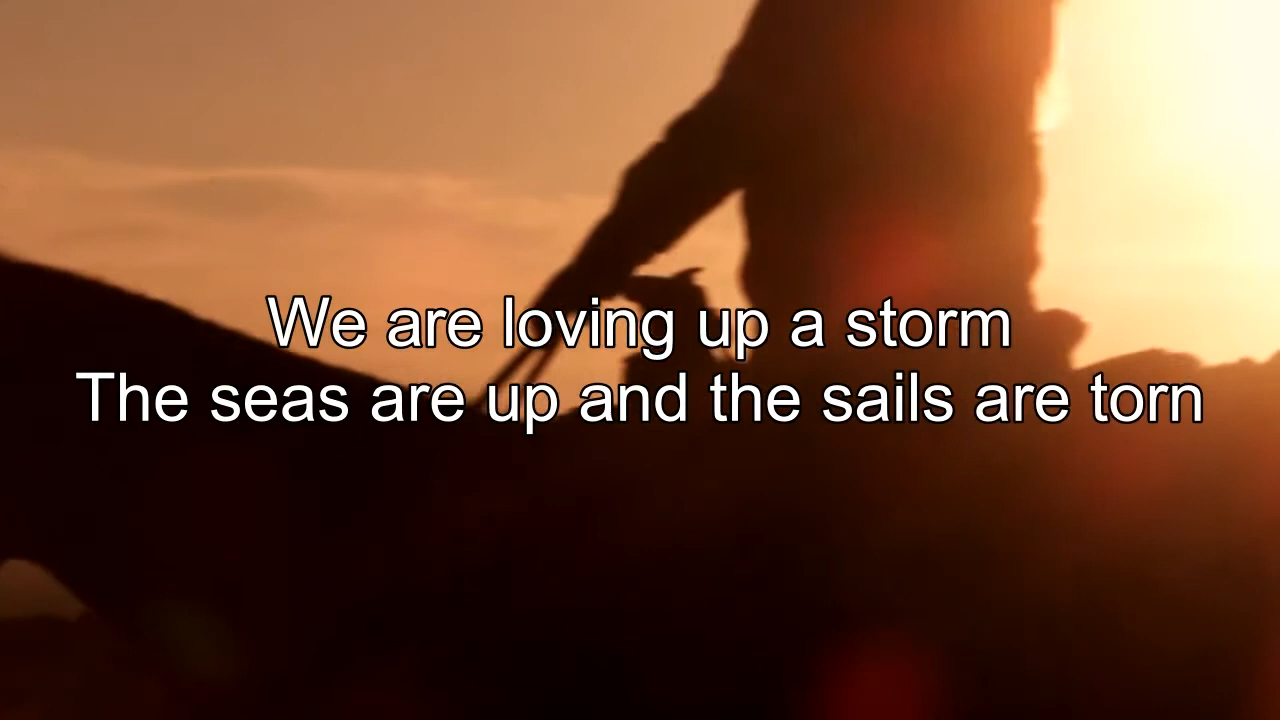 We are loving up a storm
The seas are up and the sails are torn